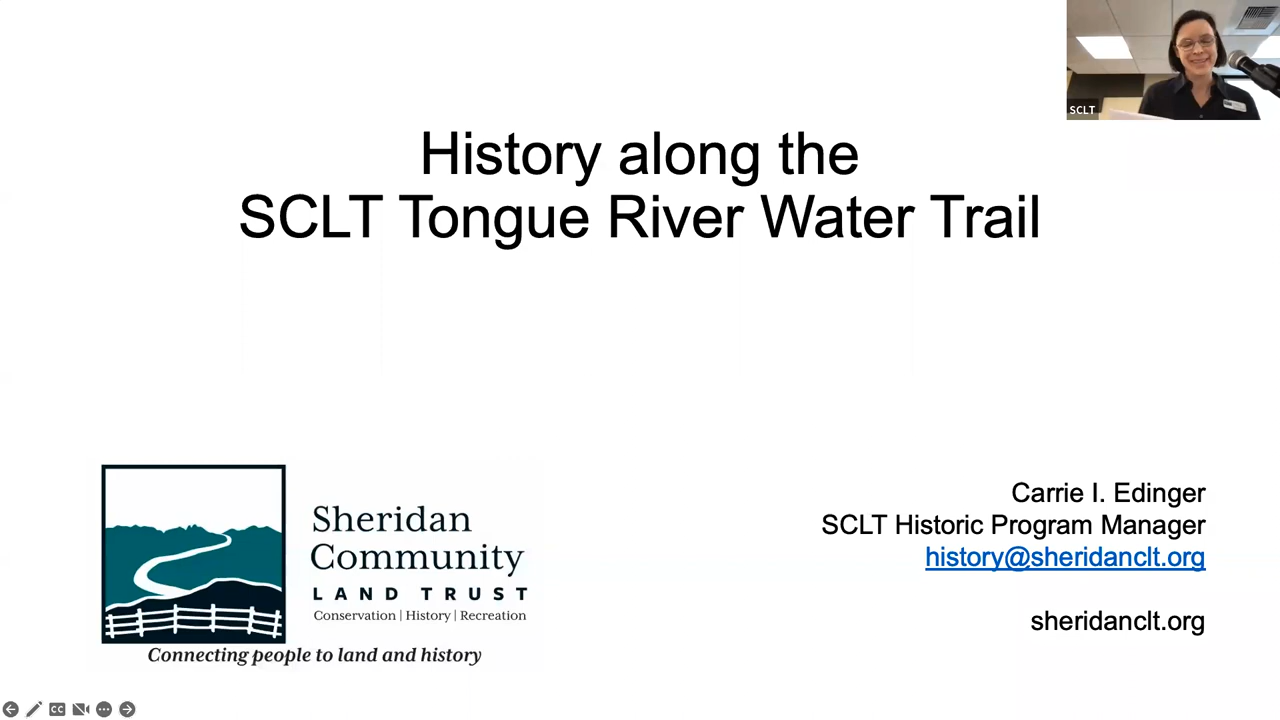 SCLT
History along the
SCLT Tongue River Water Trail
Sheridan
Community
LAND TRUST
Conservation | History | Recreation
Connecting people to land and history
Carrie I. Edinger
SCLT Historic Program Manager
history@sheridanclt.org
sheridanclt.org
CC